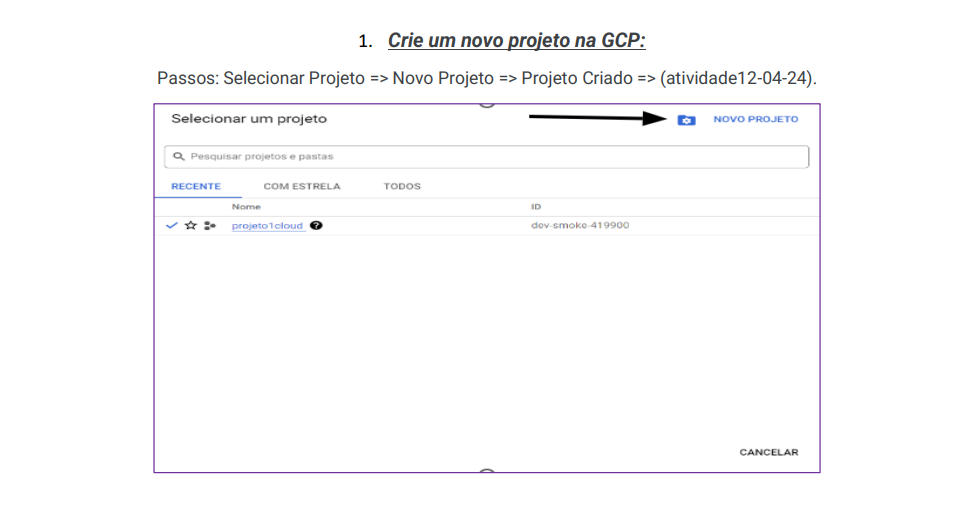 1. Crie um novo projeto na GCP:
Passos: Selecionar Projeto => Novo Projeto => Projeto Criado => (atividade12-04-24).
Selecionar um projeto
NOVO PROJETO
Pesquisar projetos e pastas
RECENTE COM ESTRELA TODOS
Nome ID
projeto1cloud ? dev-smoke-419900
CANCELAR